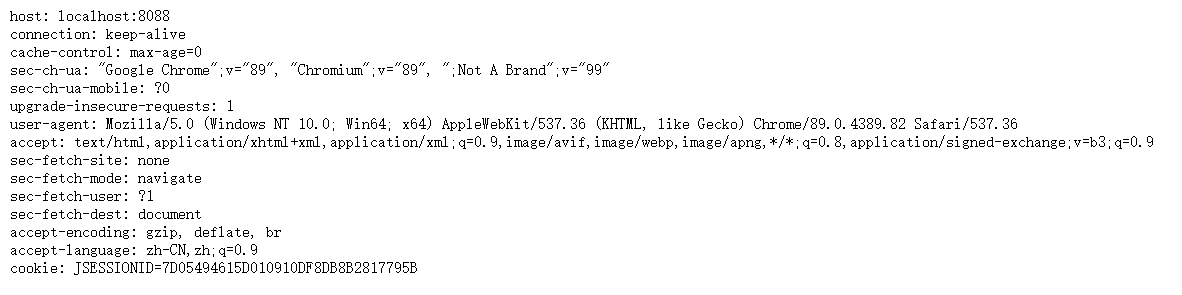 host: localhost:8088
connection: keep-alive
cache-control: max-age=0
sec-ch-ua: "Google Chrome";v="89", "Chromium";v="89", ";Not A Brand";v="99"
sec-ch-ua-mobile: ?0
upgrade-insecure-requests: 1
user-agent: Mozilla/5.0 (Windows NT 10.0; Win64; x64) AppleWebKit/537.36 (KHTML, like Gecko) Chrome/89.0.4389.82 Safari/537.36
accept: text/html,application/xhtml+xml,application/xml;q=0.9,image/avif,image/webp,image/apng,*/*;q=0.8,application/signed-exchange;v=b3;q=0.9
sec-fetch-site: none
sec-fetch-mode: navigate
sec-fetch-user: ?1
sec-fetch-dest: document
accept-encoding: gzip, deflate, br
accept-language: zh-CN,zh;q=0.9
cookie: JSESSIONID=7D05494615D010910DF8DB8B2817795B